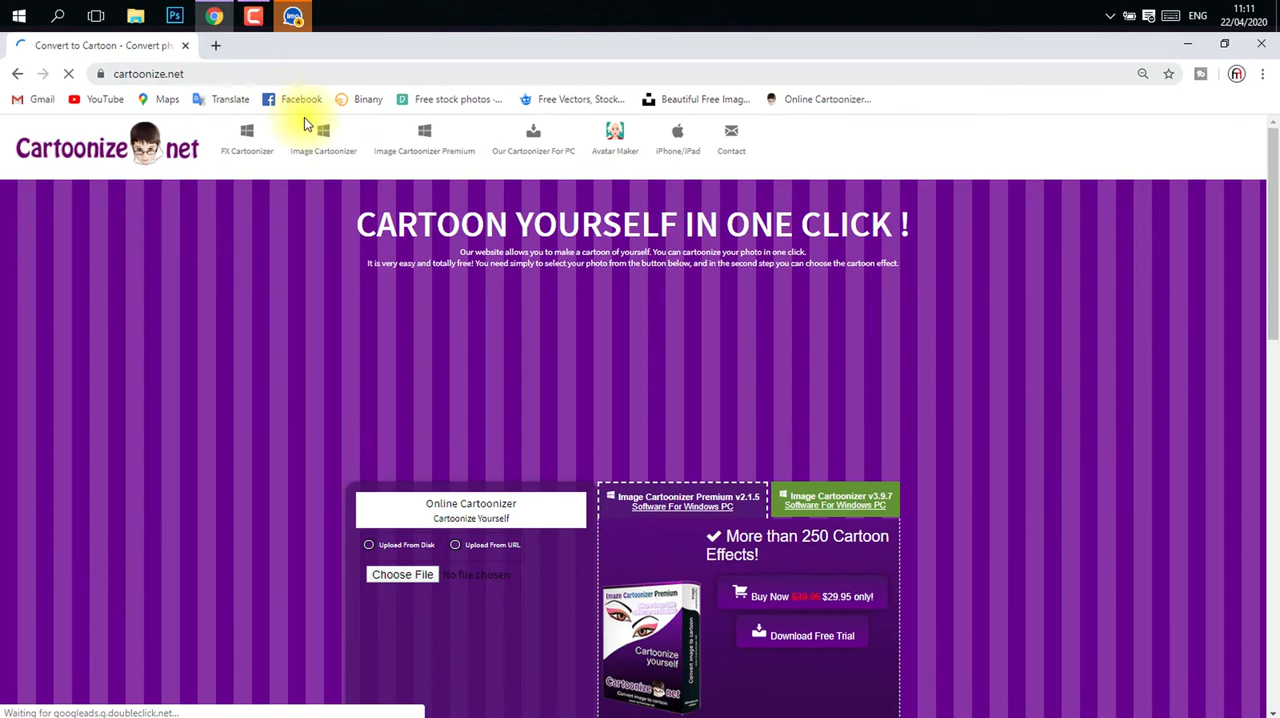 11:11
ENG
22/04/2020
Convert to Cartoon - Convert ph
cartoonize.net
Gmail YouTube Maps Translate Facebook Binany Free stock photos -... Free Vectors, Stock... Beautiful Free Imag... Online Cartoonizer...
Cartoonize net
FX Cartoonizer Image Cartoonizer Image Cartoonizer Premium Our Cartoonizer For PC Avatar Maker iPhone/iPad Contact
CARTOON YOURSELF IN ONE CLICK !
Our website allows you to make a cartoon of yourself. You can cartoonize your photo in one click.
It is very easy and totally free! You need simply to select your photo from the button below, and in the second step you can choose the cartoon effect.
Online Cartoonizer
Cartoonize Yourself
Upload From Disk Upload From URL
Choose File No file chosen
Image Cartoonizer Premium v2.1.5
Software For Windows PC
Image Cartoonizer v3.9.7
Software For Windows PC
More than 250 Cartoon
Effects!
Buy Now $39.95 $29.95 only!
Download Free Trial
Image Cartoonizer Premium
Cartoonize
yourself
Cartoonize net
Convert image to cartoon
Waiting for googleads.g.doubleclick.net...